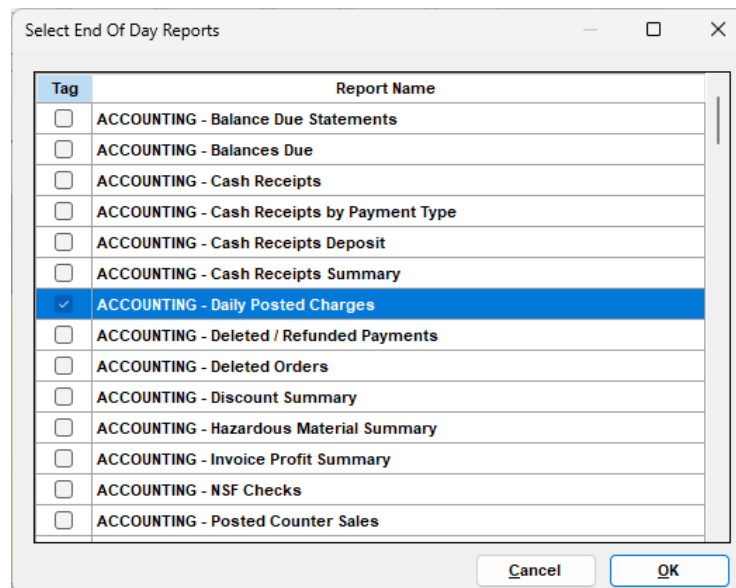 Select End Of Day Reports
Tag Report Name
ACCOUNTING - Balance Due Statements
ACCOUNTING - Balances Due
ACCOUNTING - Cash Receipts
ACCOUNTING - Cash Receipts by Payment Type
ACCOUNTING - Cash Receipts Deposit
ACCOUNTING - Cash Receipts Summary
ACCOUNTING - Daily Posted Charges
ACCOUNTING - Deleted / Refunded Payments
ACCOUNTING - Deleted Orders
ACCOUNTING - Discount Summary
ACCOUNTING - Hazardous Material Summary
ACCOUNTING - Invoice Profit Summary
ACCOUNTING - NSF Checks
ACCOUNTING - Posted Counter Sales
Cancel OK